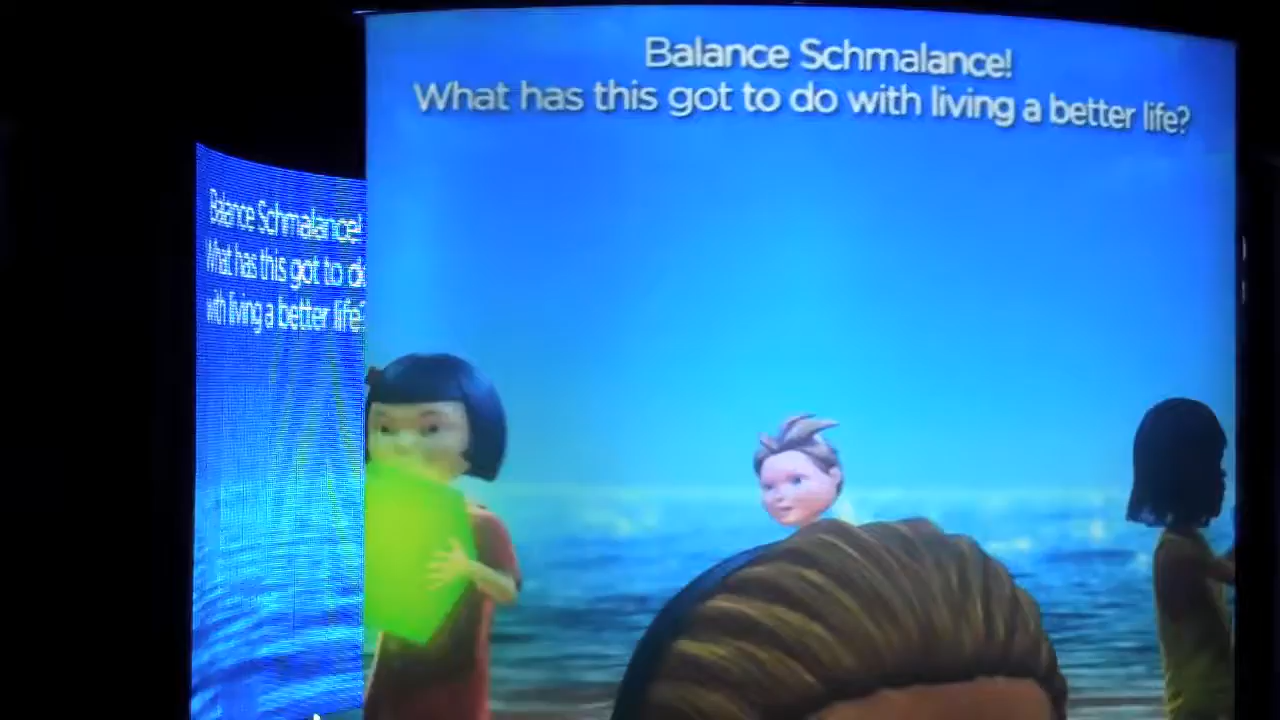 Balance Schmalance!
What has this got to do with living a better life?
Balance Schmalance!
What has this got to do
with living a better life?